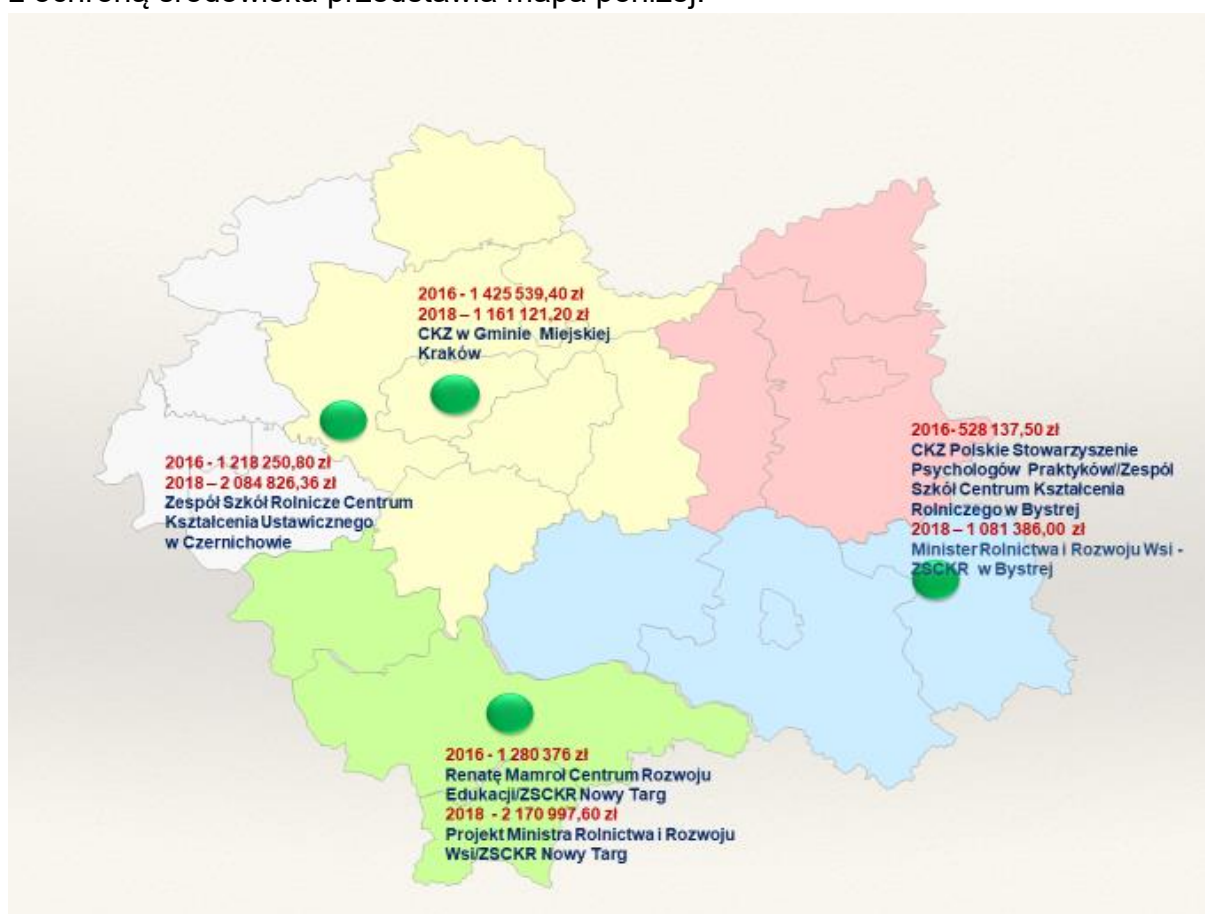 z ochroną środowiska przedstawia mapa poniżej.
2016 - 1 425 539,40 zł
2018 – 1 161 121,20 zł
CKZ w Gminie Miejskiej
Kraków
2016 - 1 218 250,80 zł
2018 – 2 084 826,36 zł
Zespół Szkół Rolnicze Centrum
Kształcenia Ustawicznego
w Czernichowie
2016- 528 137,50 zł
CKZ Polskie Stowarzyszenie
Psychologów Praktyków//Zespół
Szkół Centrum Kształcenia
Rolniczego w Bystrej
2018 – 1 081 386,00 zł
Minister Rolnictwa i Rozwoju Wsi -
ZSCKR w Bystrej
2016 - 1 280 376 zł
Renatę Mamroł Centrum Rozwoju
Edukacji/ZSCKR Nowy Targ
2018 - 2 170 997,60 zł
Projekt Ministra Rolnictwa i Rozwoju
Wsi/ZSCKR Nowy Targ